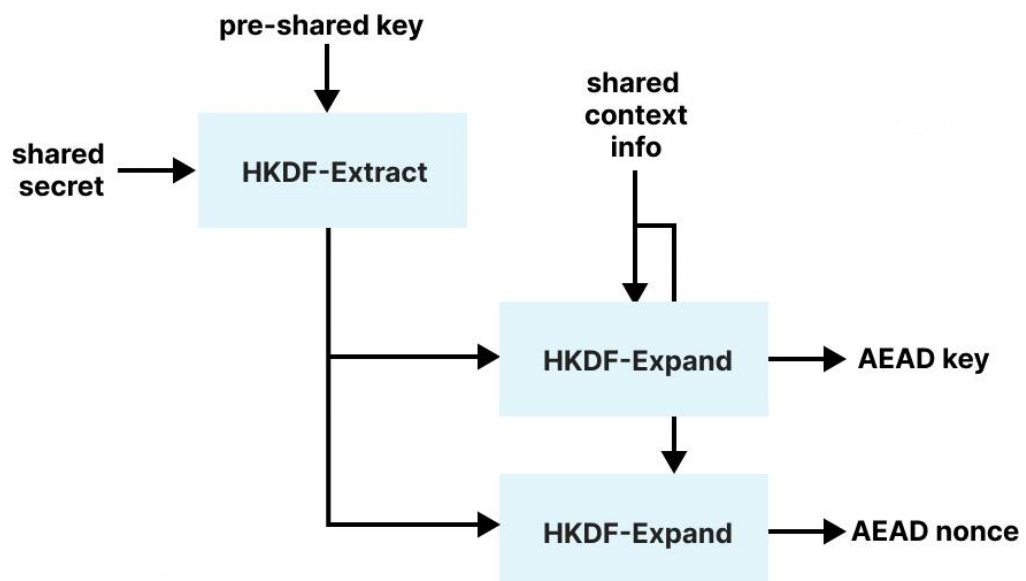 pre-shared key
shared
context
info
shared
secret
HKDF-Extract
HKDF-Expand
AEAD key
HKDF-Expand
AEAD nonce